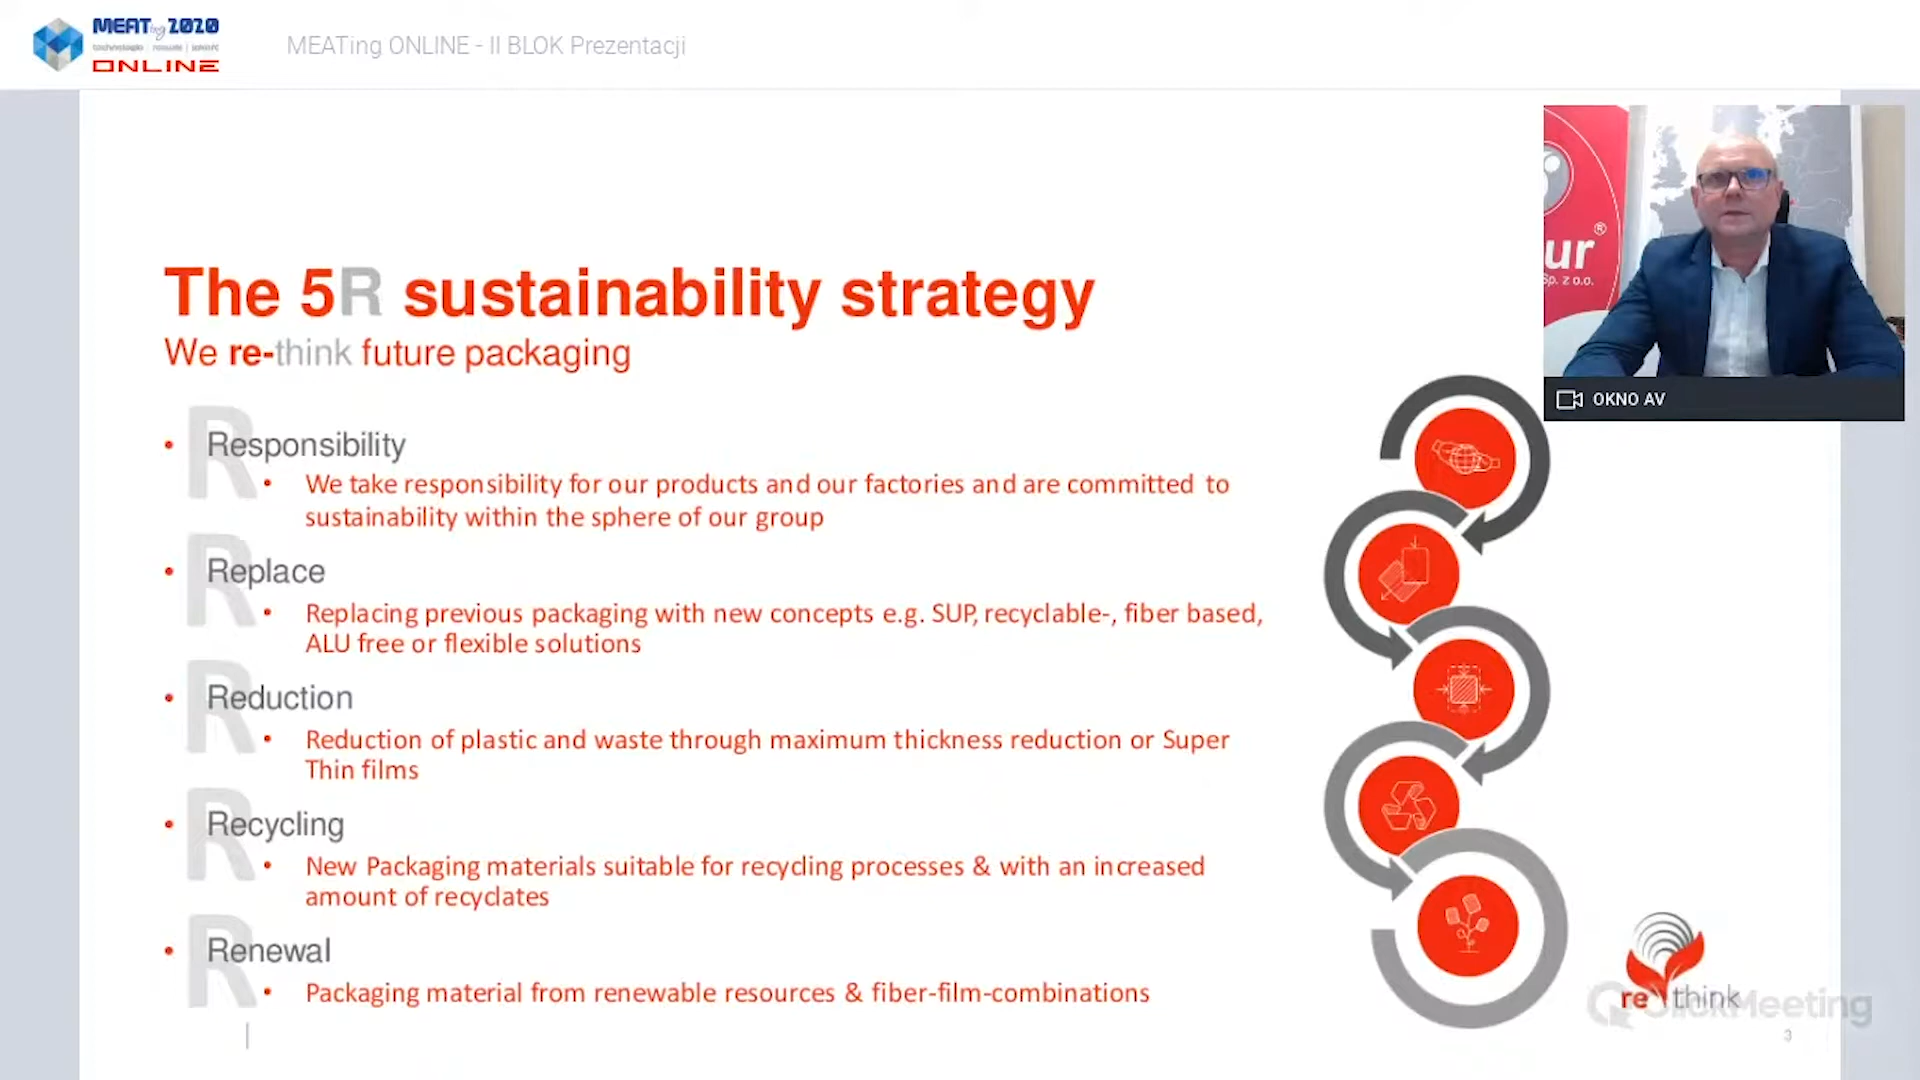 MEATing 2020
ONLINE
MEATing ONLINE - II BLOK Prezentacji
ur®
Sp. z o.o.
OKNO AV
The 5R sustainability strategy
We re-think future packaging
• Responsibility
• We take responsibility for our products and our factories and are committed to
sustainability within the sphere of our group
• Replace
• Replacing previous packaging with new concepts e.g. SUP, recyclable-, fiber based,
ALU free or flexible solutions
• Reduction
• Reduction of plastic and waste through maximum thickness reduction or Super
Thin films
• Recycling
• New Packaging materials suitable for recycling processes & with an increased
amount of recyclates
• Renewal
• Packaging material from renewable resources & fiber-film-combinations
re think
ClickMeeting
3